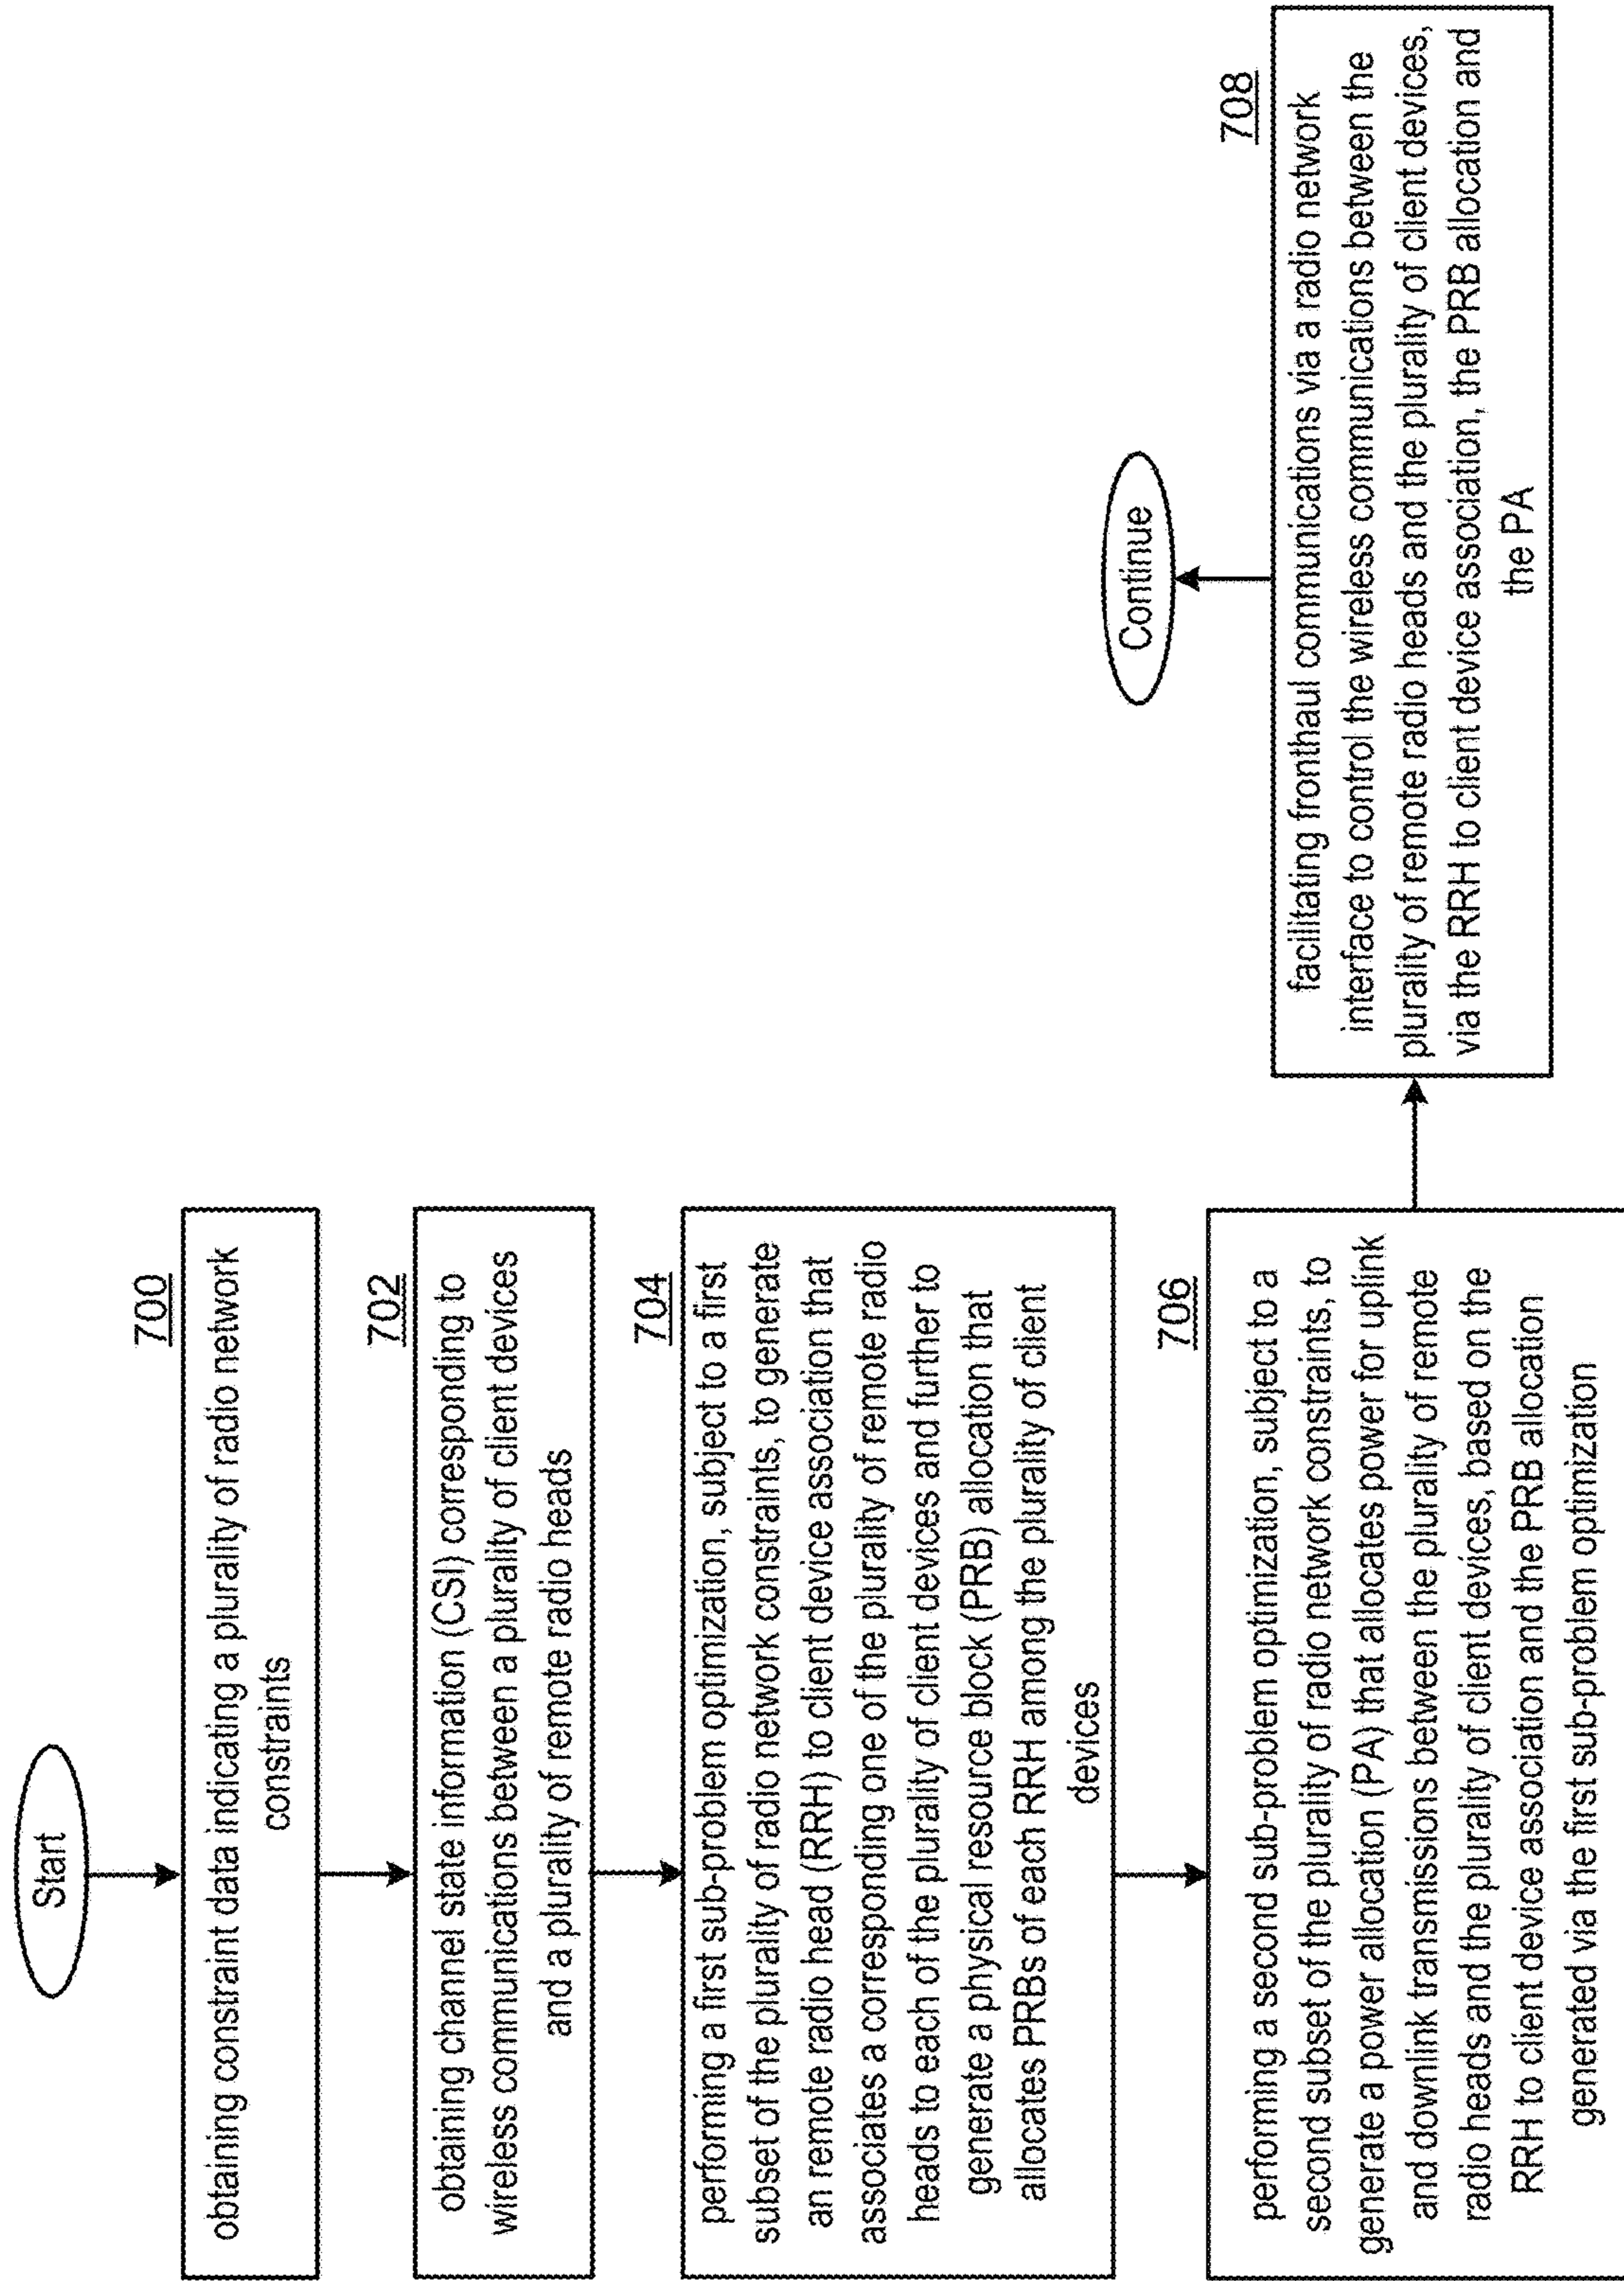 Start
700
obtaining constraint data indicating a plurality of radio network
constraints
702
obtaining channel state information (CSI) corresponding to
wireless communications between a plurality of client devices
and a plurality of remote radio heads
704
performing a first sub-problem optimization, subject to a first
subset of the plurality of radio network constraints, to generate
an remote radio head (RRH) to client device association that
associates a corresponding one of the plurality of remote radio
heads to each of the plurality of client devices and further to
generate a physical resource block (PRB) allocation that
allocates PRBs of each RRH among the plurality of client
devices
706
performing a second sub-problem optimization, subject to a
second subset of the plurality of radio network constraints, to
generate a power allocation (PA) that allocates power for uplink
and downlink transmissions between the plurality of remote
radio heads and the plurality of client devices, based on the
RRH to client device association and the PRB allocation
generated via the first sub-problem optimization
708
facilitating fronthaul communications via a radio network
interface to control the wireless communications between the
plurality of remote radio heads and the plurality of client devices,
via the RRH to client device association, the PRB allocation and
the PA
Continue